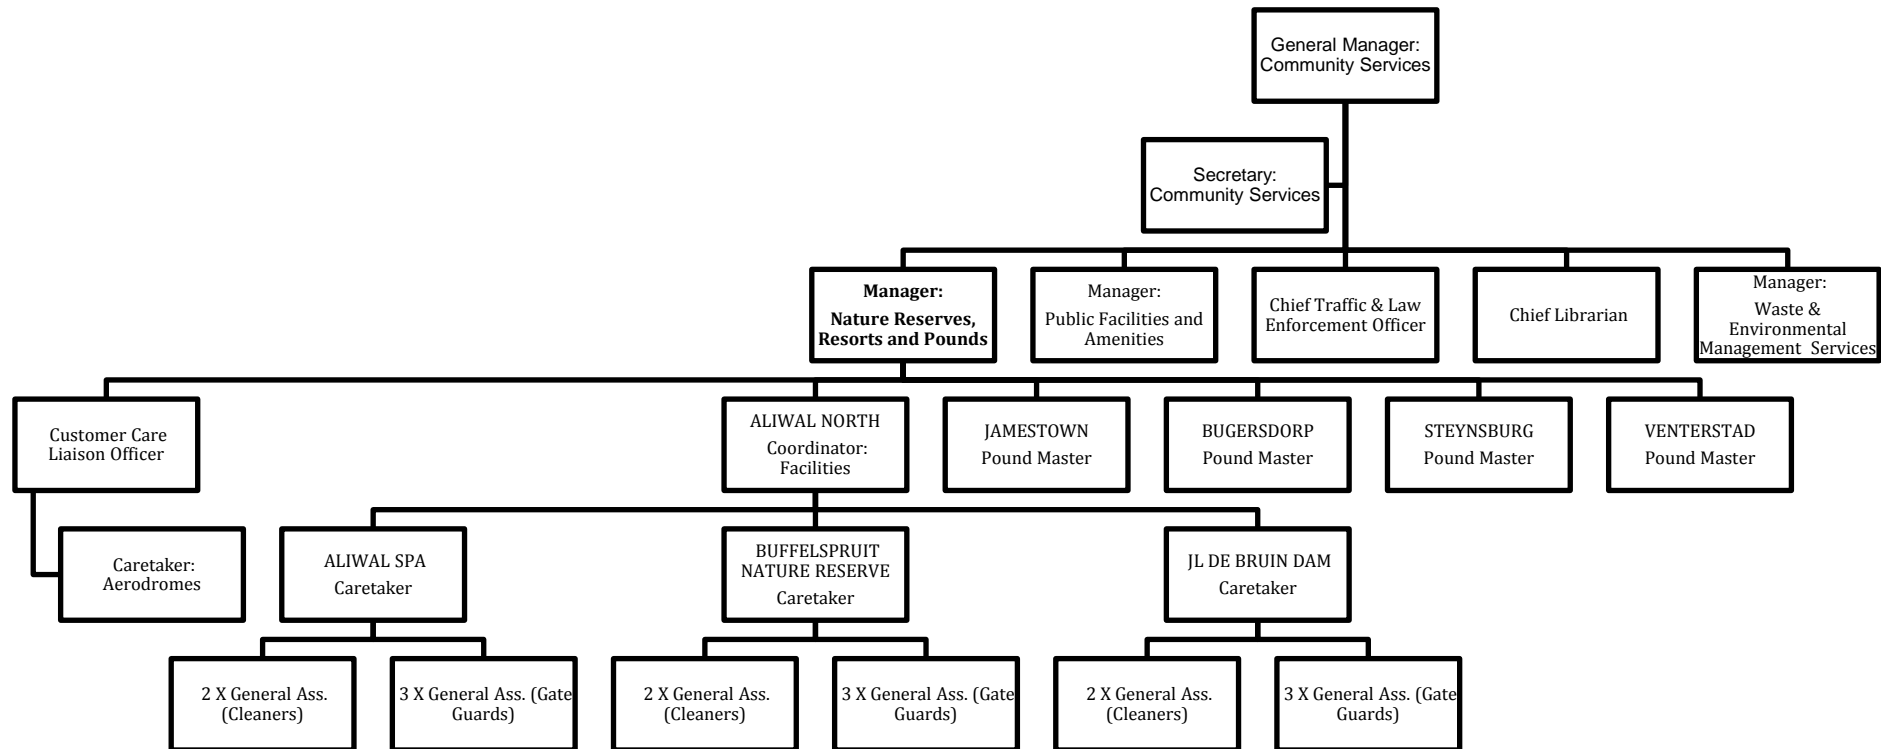 General Manager:
Community Services
Secretary:
Community Services
Manager:
Nature Reserves,
Resorts and Pounds
Manager:
Public Facilities and
Amenities
Chief Traffic & Law
Enforcement Officer
Chief Librarian
Manager:
Waste &
Environmental
Management Services
Customer Care
Liaison Officer
ALIWAL NORTH
Coordinator:
Facilities
JAMESTOWN
Pound Master
BUGERSDORP
Pound Master
STEYNSBURG
Pound Master
VENTERSTAD
Pound Master
Caretaker:
Aerodromes
ALIWAL SPA
Caretaker
BUFFELSPRUIT
NATURE RESERVE
Caretaker
JL DE BRUIN DAM
Caretaker
2 X General Ass.
(Cleaners)
3 X General Ass. (Gate
Guards)
2 X General Ass.
(Cleaners)
3 X General Ass. (Gate
Guards)
2 X General Ass.
(Cleaners)
3 X General Ass. (Gate
Guards)